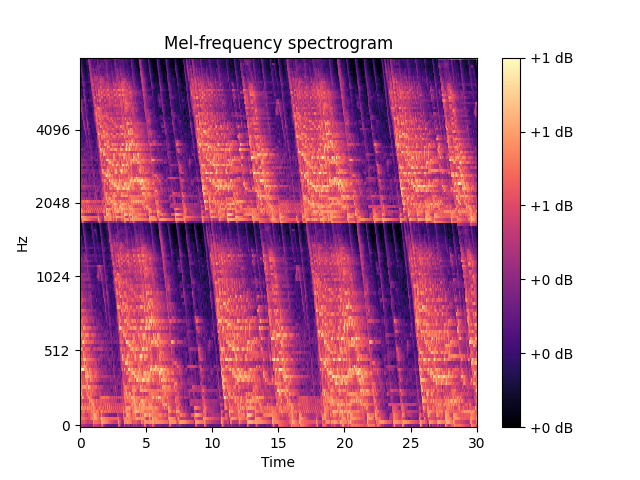 Mel-frequency spectrogram
Hz
4096
2048
1024
512
0
0 5 10 15 20 25 30
Time
+1 dB
+1 dB
+1 dB
+0 dB
+0 dB
+0 dB